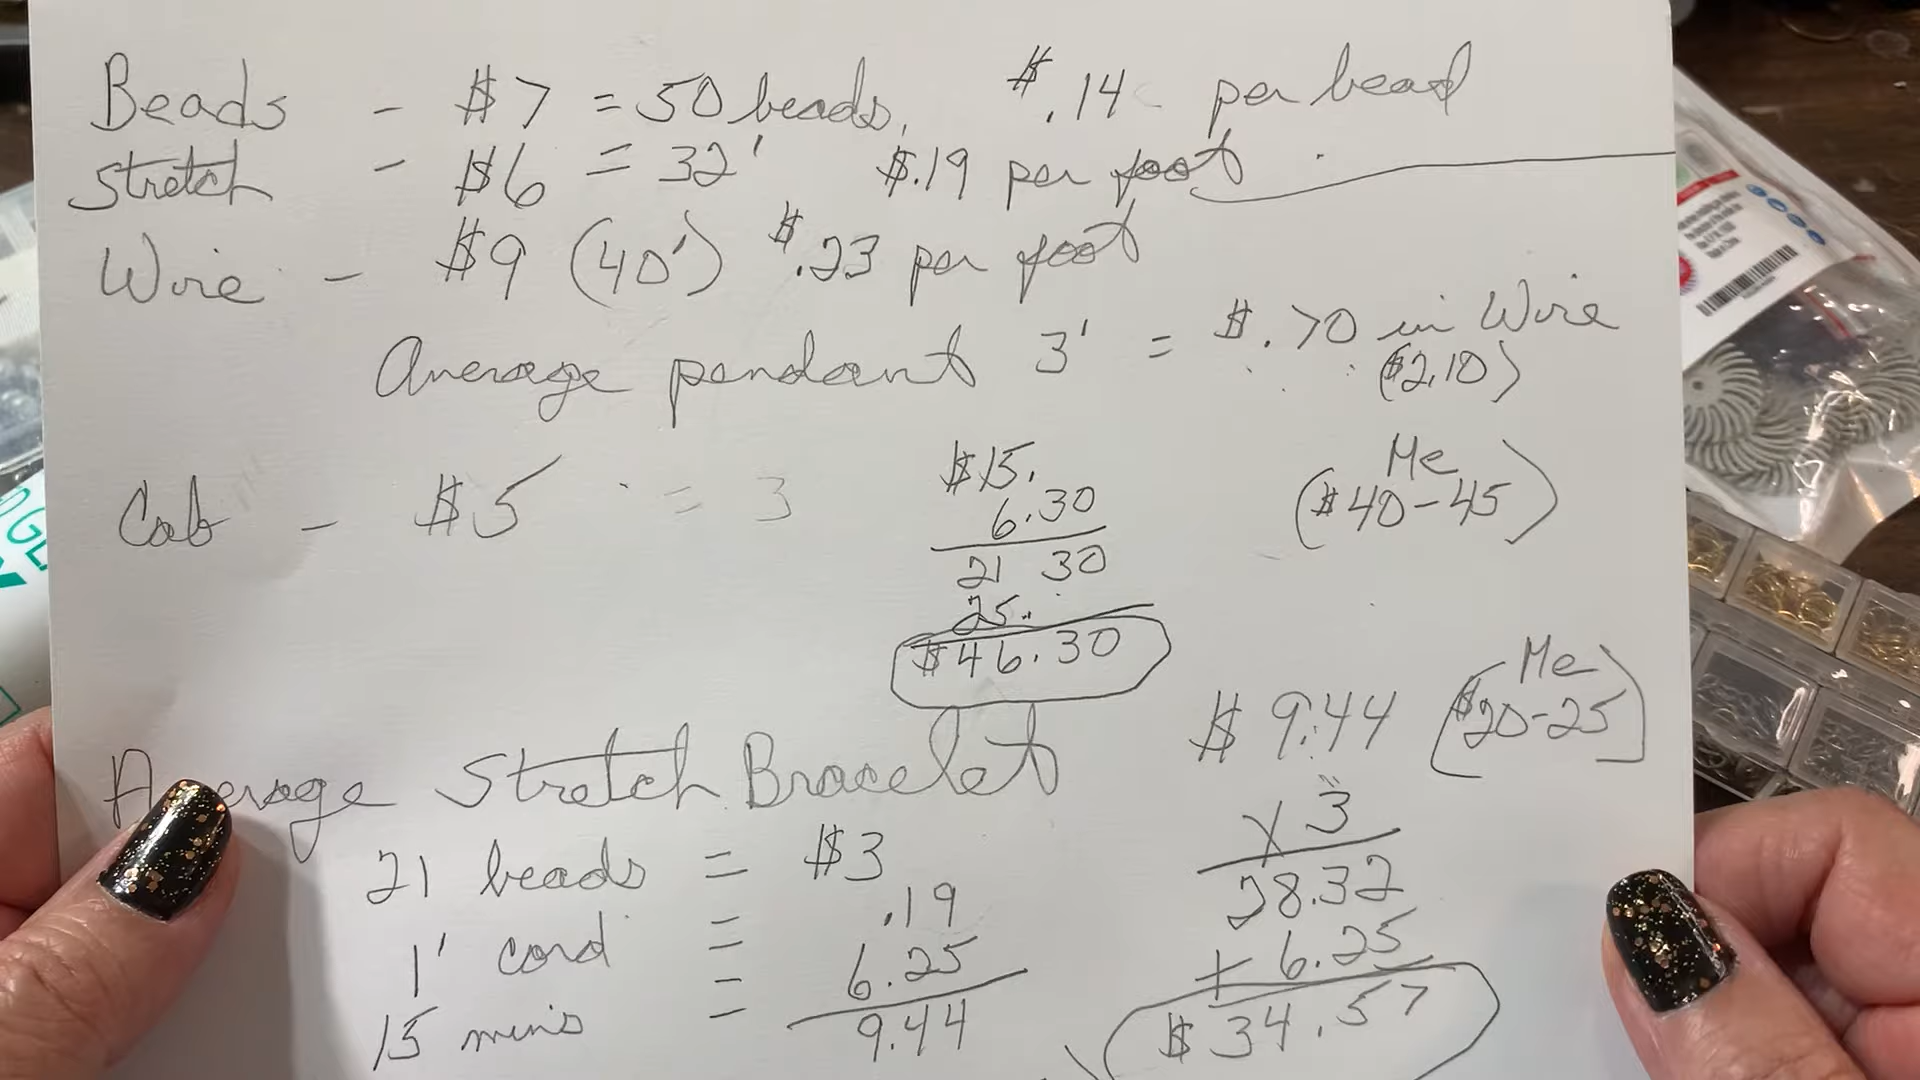 Beads - $7 = 50 beads. $.14 per bead
Stretch - $6 = 32' $.19 per foot
Wire - $9 (40') $.23 per foot
Average pendant 3' = $.70 in Wire
($2.10)
Cab - $5 = 3
$15.
6.30
21 30
25.
$46.30
Me
($40-45)
Average Stretch Bracelet
21 beads = $3
1' cord = .19
15 mins = 6.25
9.44
$9.44
Me
$20-25
X 3
28.32
+ 6.25
$34.57